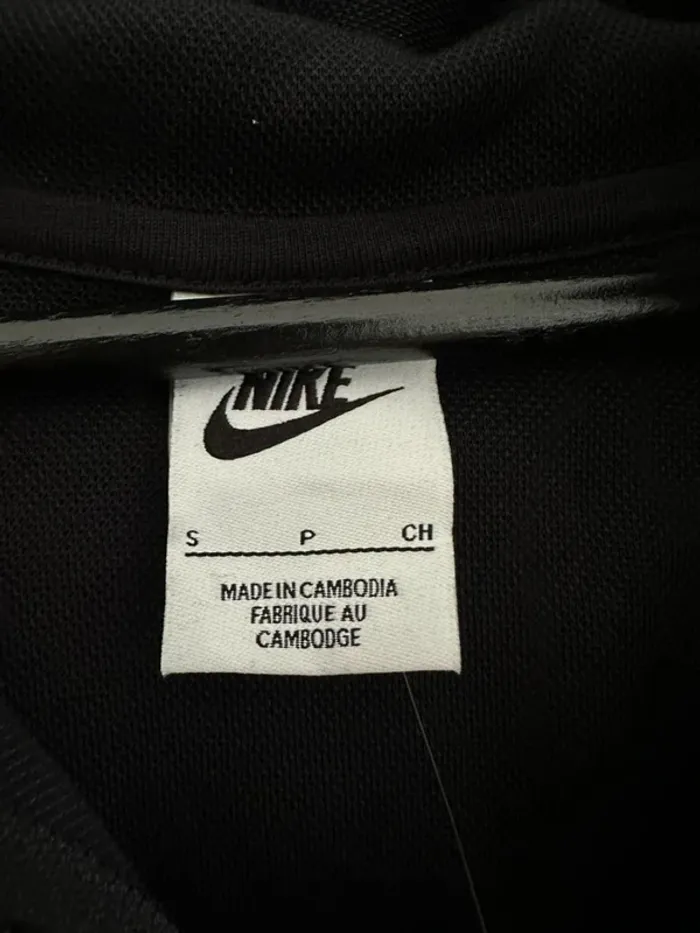 NIKE
S P CH
MADE IN CAMBODIA
FABRIQUE AU
CAMBODGE